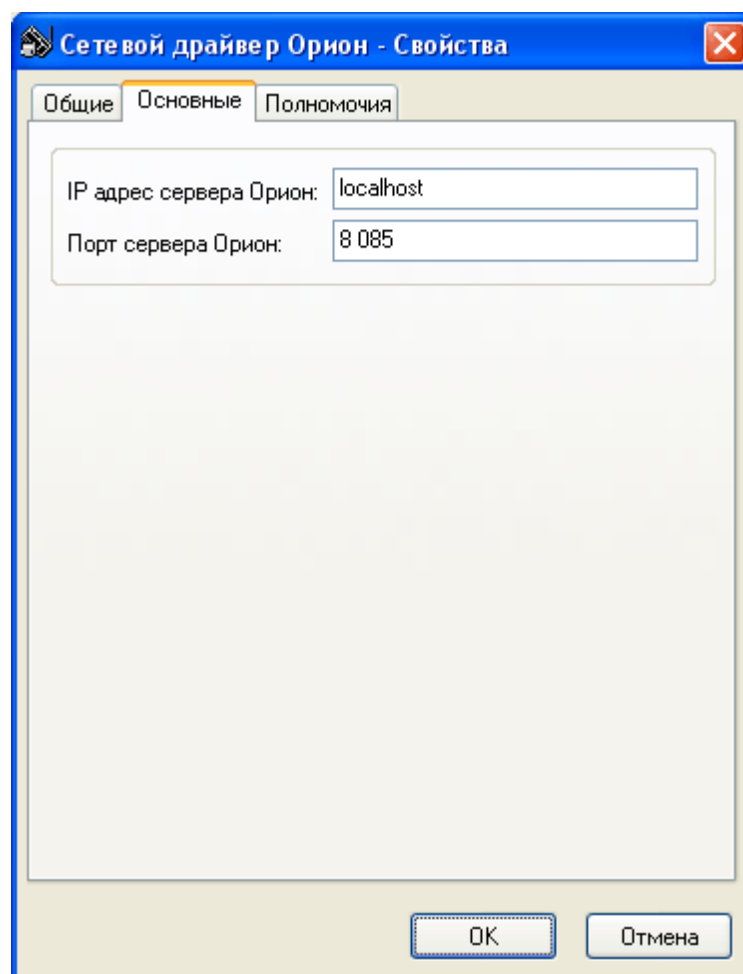 Сетевой драйвер Орион - Свойства
Общие Основные Полномочия
IP адрес сервера Орион: localhost
Порт сервера Орион: 8 085
OK Отмена